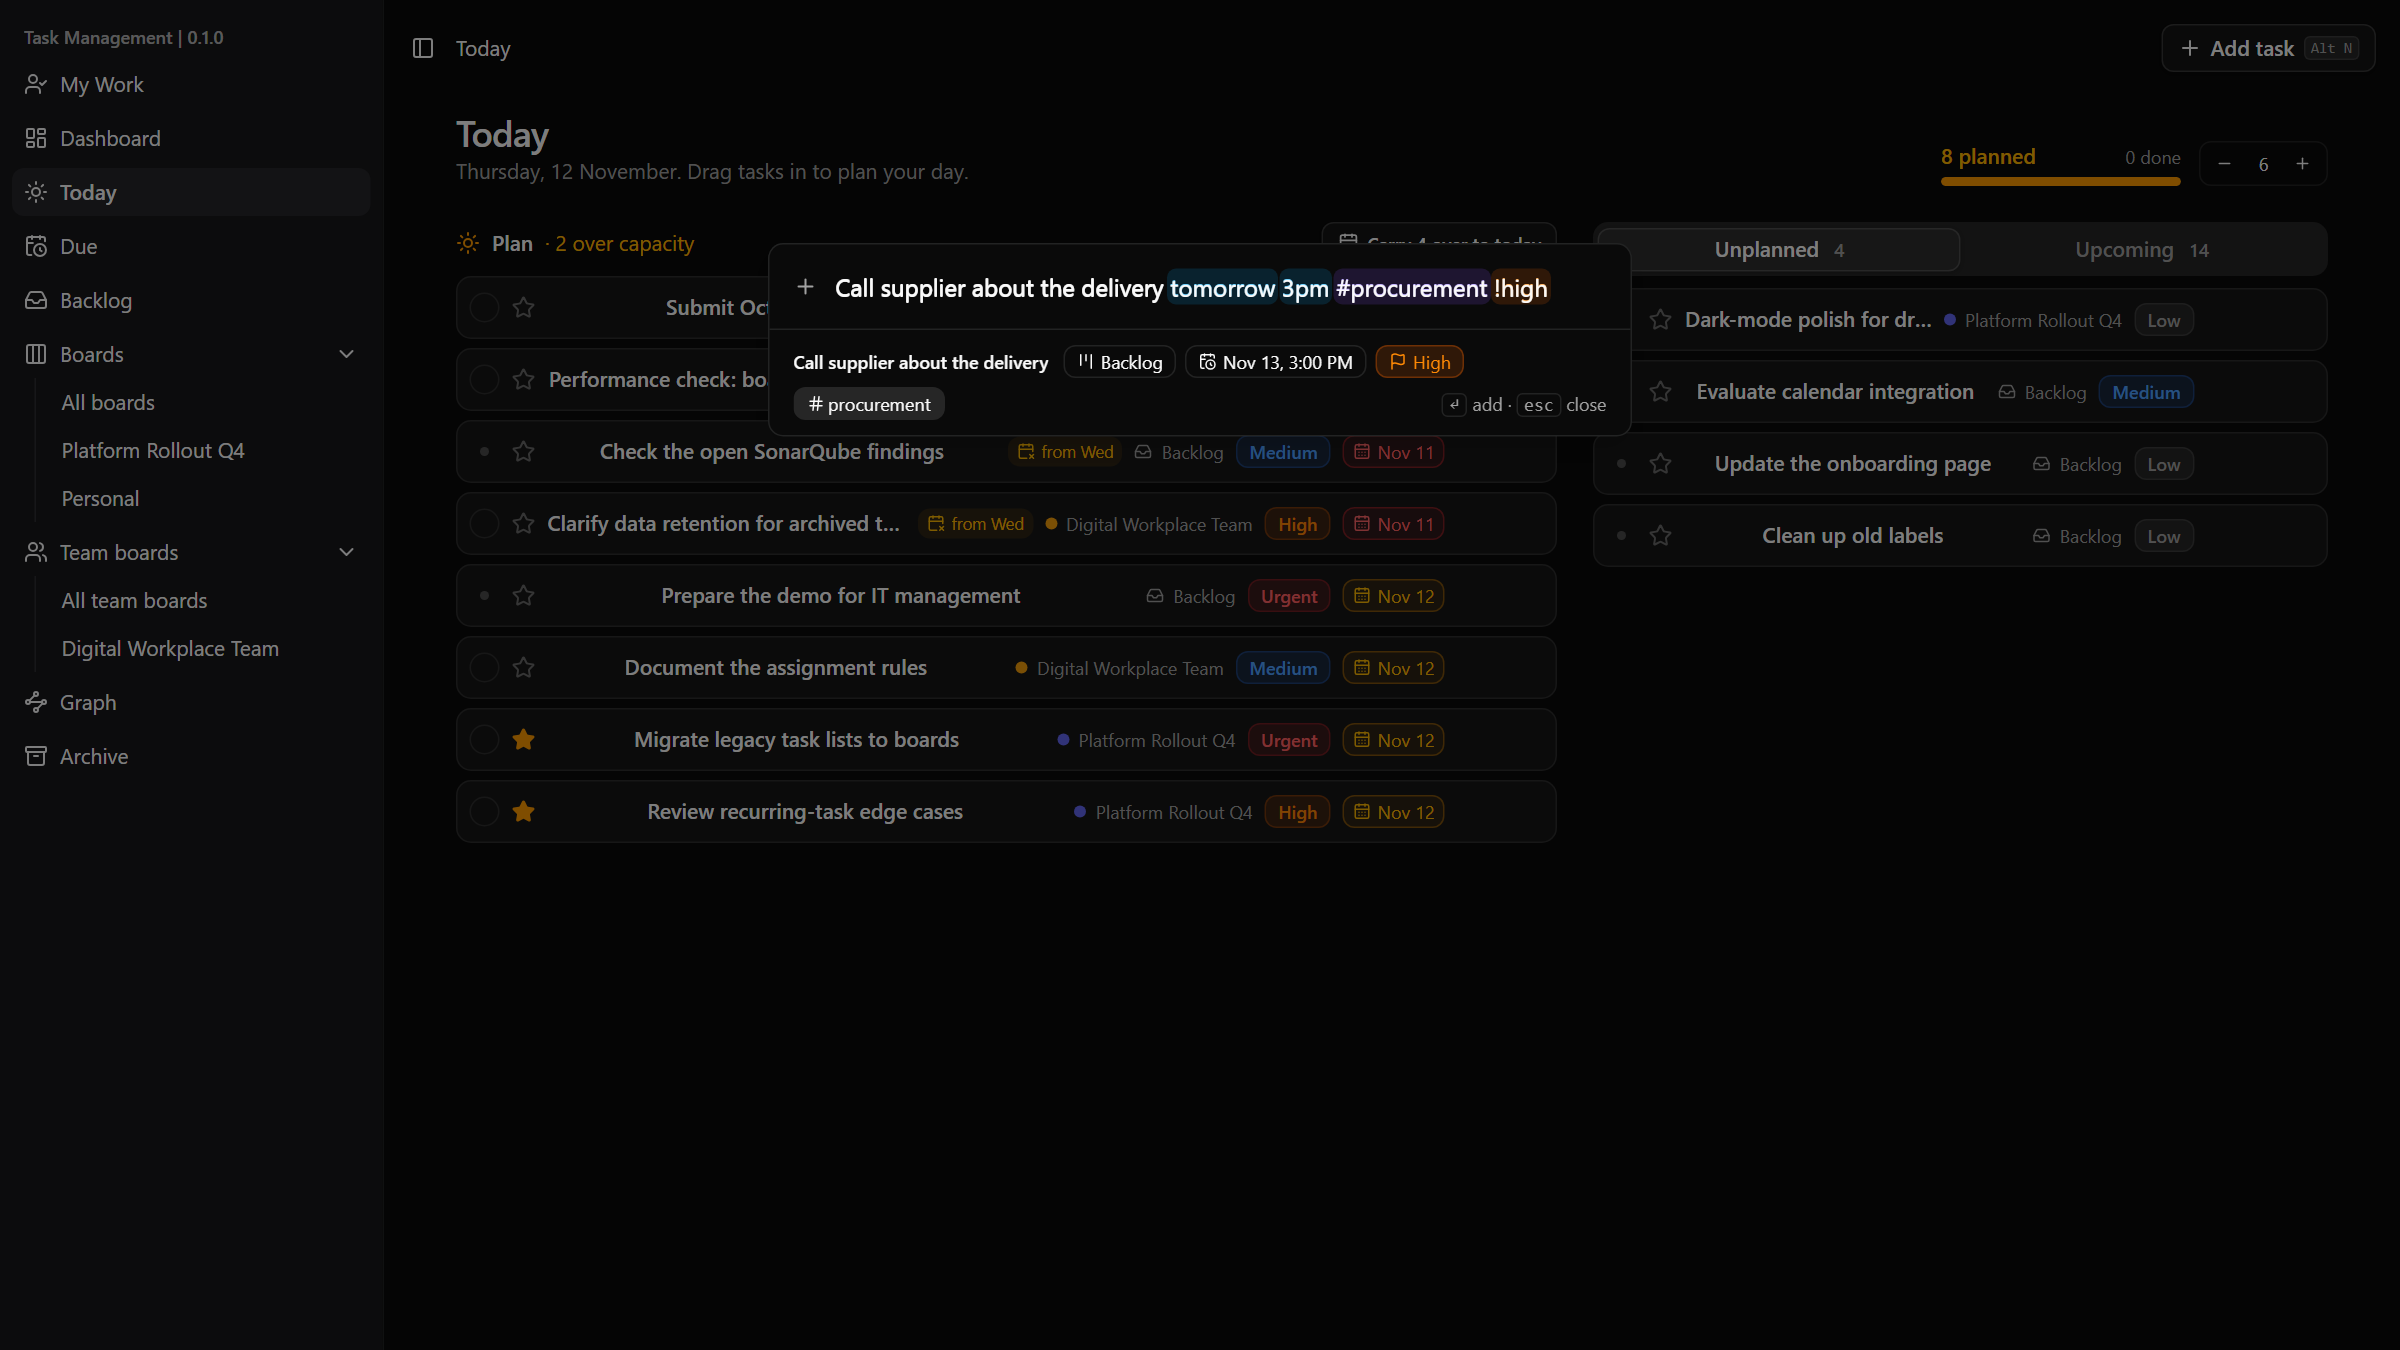 Task Management | 0.1.0
My Work
Dashboard
Today
Due
Backlog
Boards
All boards
Platform Rollout Q4
Personal
Team boards
All team boards
Digital Workplace Team
Graph
Archive
Today
Add task Alt N
Today
Thursday, 12 November. Drag tasks in to plan your day.
8 planned 0 done
6
Plan · 2 over capacity
Carry 4 over to today
Call supplier about the delivery tomorrow 3pm #procurement !high
Call supplier about the delivery Backlog Nov 13, 3:00 PM High
# procurement
add · esc close
Submit Oct
Performance check: bo
Check the open SonarQube findings from Wed Backlog Medium Nov 11
Clarify data retention for archived t... from Wed Digital Workplace Team High Nov 11
Prepare the demo for IT management Backlog Urgent Nov 12
Document the assignment rules Digital Workplace Team Medium Nov 12
Migrate legacy task lists to boards Platform Rollout Q4 Urgent Nov 12
Review recurring-task edge cases Platform Rollout Q4 High Nov 12
Unplanned 4 Upcoming 14
Dark-mode polish for dr... Platform Rollout Q4 Low
Evaluate calendar integration Backlog Medium
Update the onboarding page Backlog Low
Clean up old labels Backlog Low